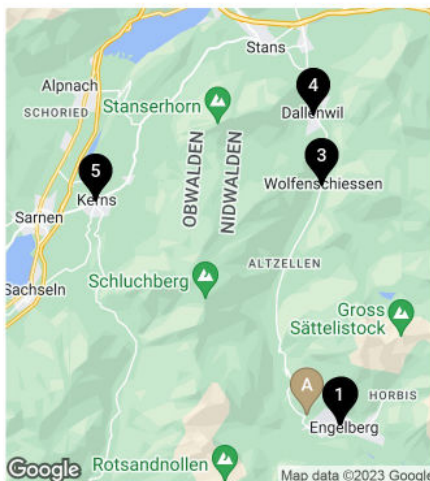 Stans
Alpnach
4
SCHORIED
Stanserhorn
Dallenwil
5
OBWALDEN
NIDWALDEN
3
Kerns
Wolfenschiessen
Sarnen
ALTZELLEN
Schluchberg
Sachseln
Gross
Sättelistock
A
1
HORBIS
Engelberg
Rotsandnollen
Google
Map data ©2023 Google